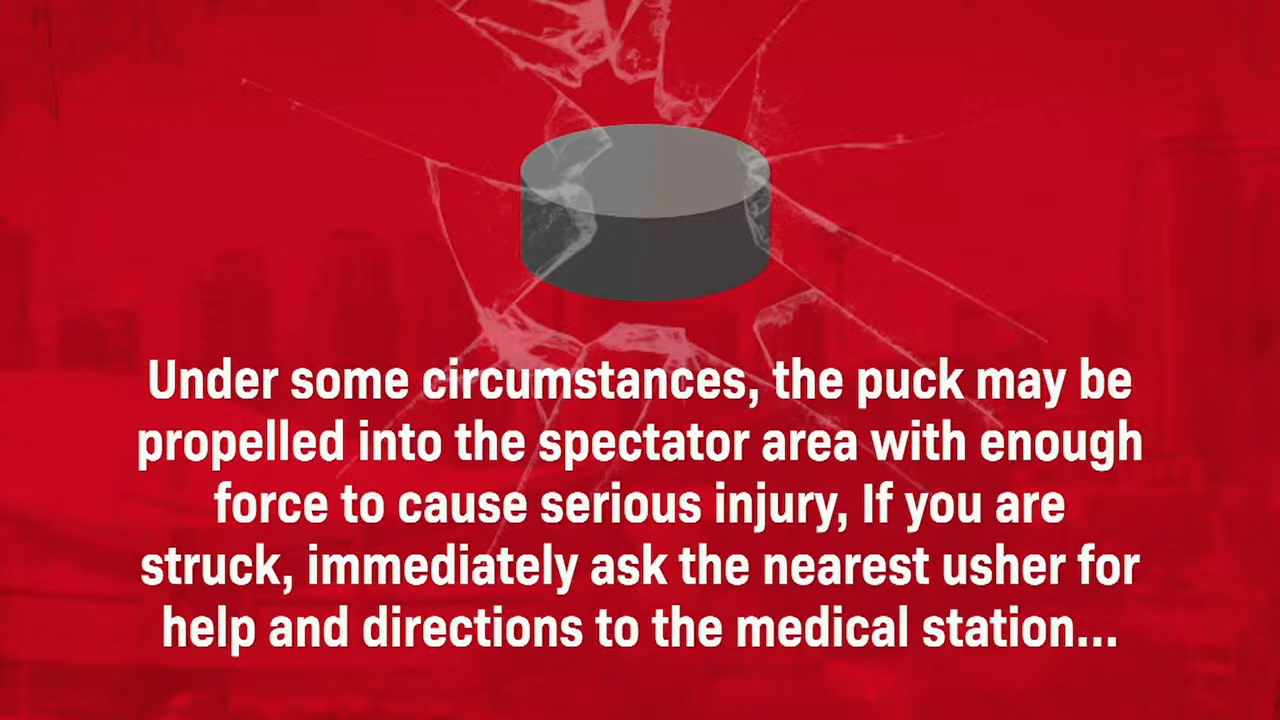 Under some circumstances, the puck may be
propelled into the spectator area with enough
force to cause serious injury, If you are
struck, immediately ask the nearest usher for
help and directions to the medical station...